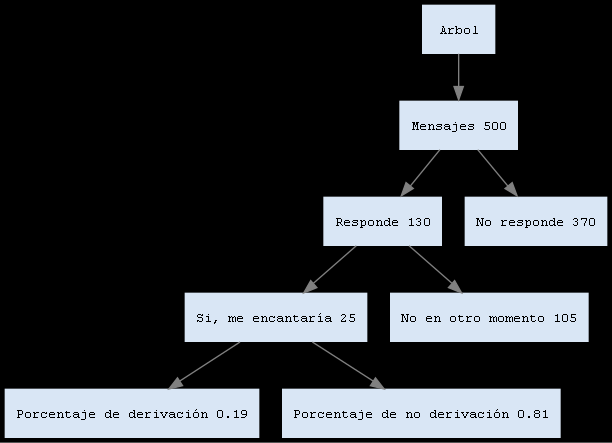 Arbol
Mensajes 500
Responde 130
No responde 370
Si, me encantaría 25
No en otro momento 105
Porcentaje de derivación 0.19
Porcentaje de no derivación 0.81